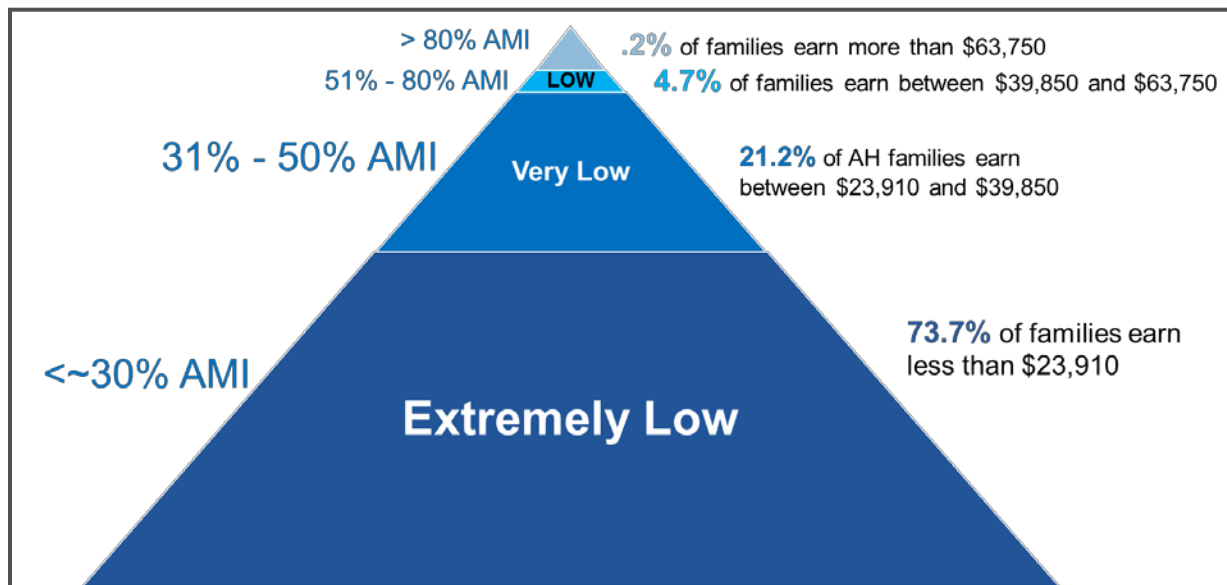 > 80% AMI
.2% of families earn more than $63,750
51% - 80% AMI
LOW
4.7% of families earn between $39,850 and $63,750
31% - 50% AMI
Very Low
21.2% of AH families earn
between $23,910 and $39,850
<~30% AMI
Extremely Low
73.7% of families earn
less than $23,910